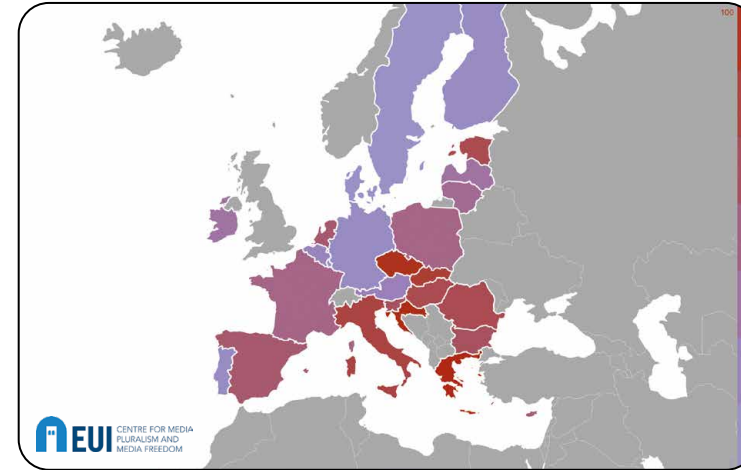 100
EUI
CENTRE FOR MEDIA
PLURALISM AND
MEDIA FREEDOM